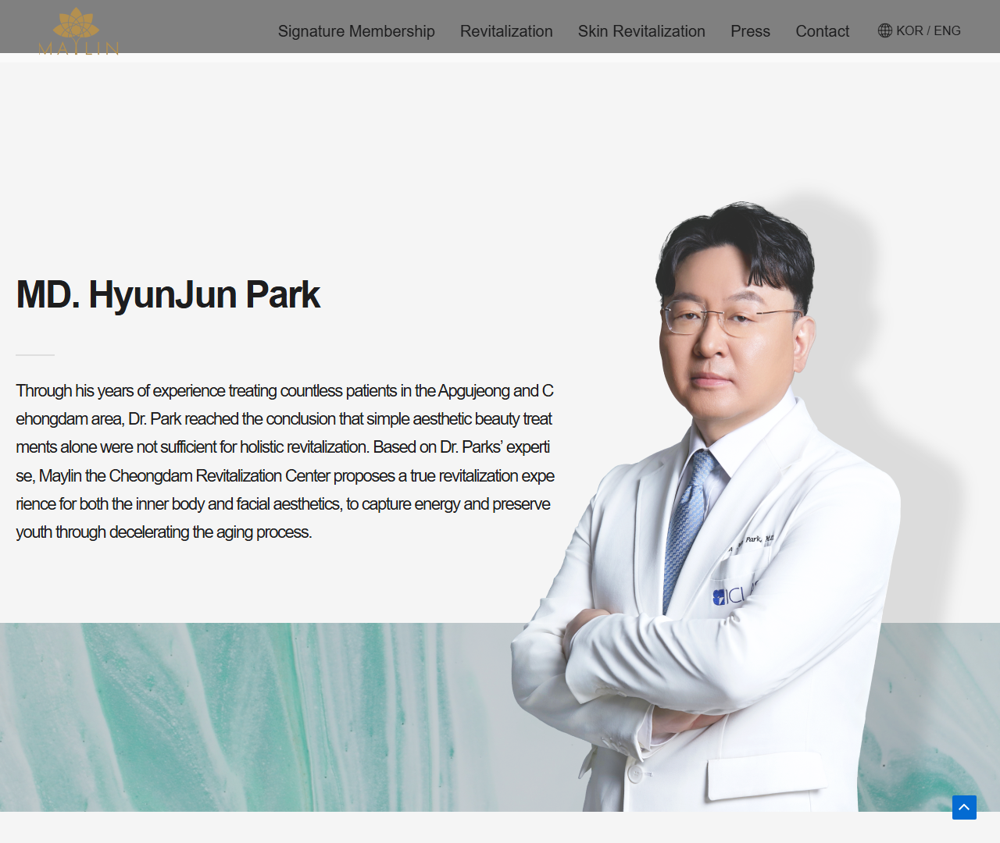 MAYLIN
Signature Membership
Revitalization
Skin Revitalization
Press
Contact
KOR / ENG
MD. HyunJun Park
Through his years of experience treating countless patients in the Apgujeong and C
ehongdam area, Dr. Park reached the conclusion that simple aesthetic beauty treat
ments alone were not sufficient for holistic revitalization. Based on Dr. Parks’ experti
se, Maylin the Cheongdam Revitalization Center proposes a true revitalization expe
rience for both the inner body and facial aesthetics, to capture energy and preserve
youth through decelerating the aging process.
Park,